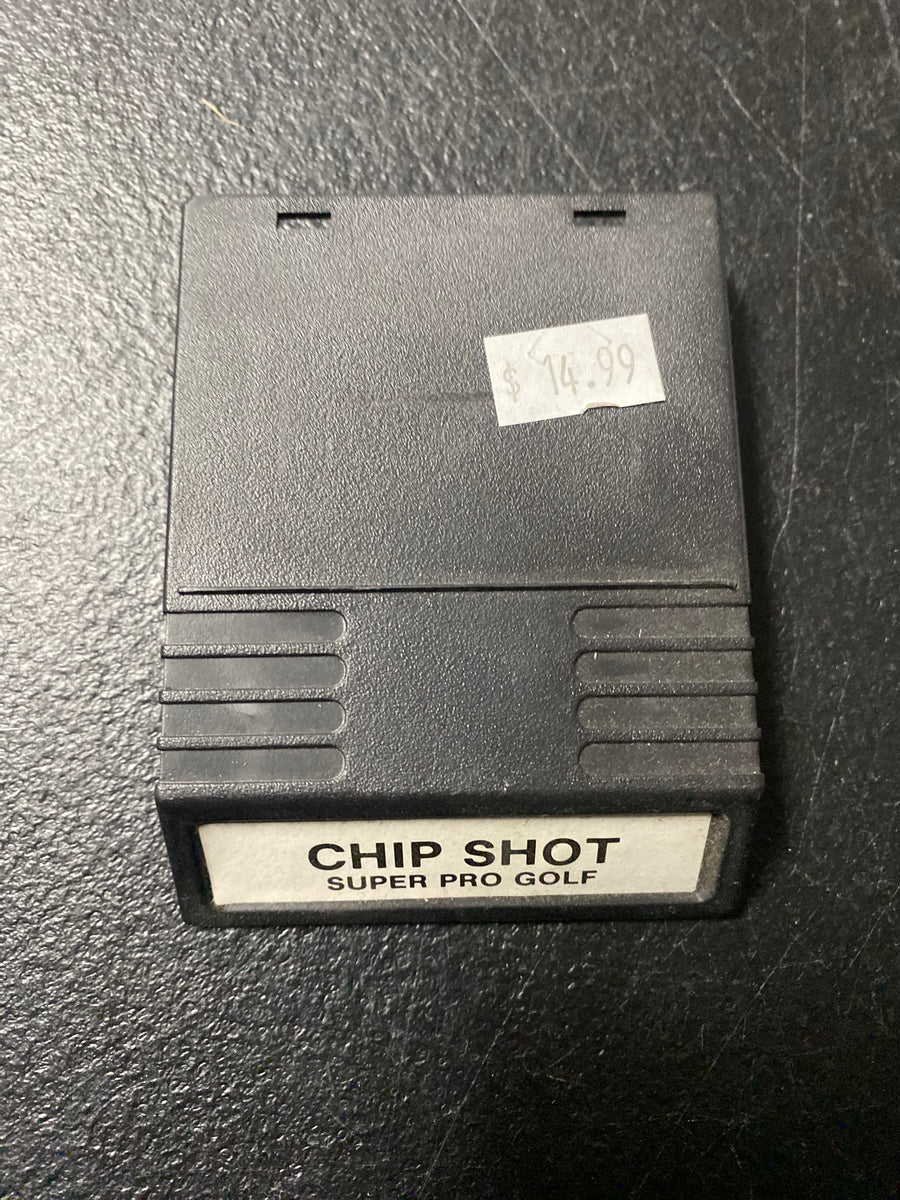 $ 14.99
CHIP SHOT
SUPER PRO GOLF